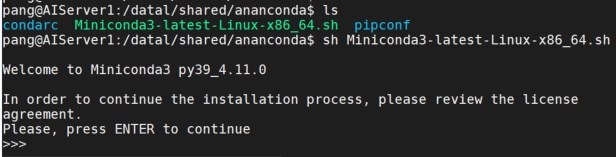 pang@AIServer1:/datal/shared/ananconda$ ls
condarc  Miniconda3-latest-Linux-x86_64.sh  pipconf
pang@AIServer1:/datal/shared/ananconda$ sh Miniconda3-latest-Linux-x86_64.sh
Welcome to Miniconda3 py39_4.11.0
In order to continue the installation process, please review the license
agreement.
Please, press ENTER to continue
>>>